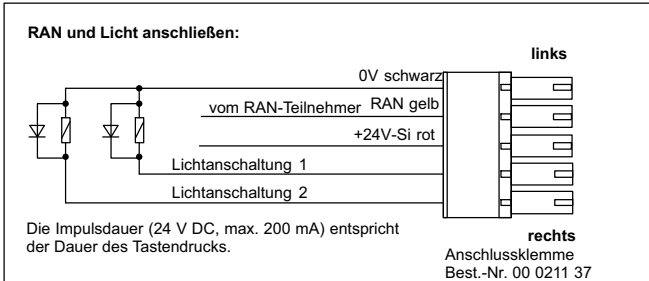 RAN und Licht anschließen:
links
0V schwarz
vom RAN-Teilnehmer RAN gelb
+24V-Si rot
Lichtanschaltung 1
Lichtanschaltung 2
Die Impulsdauer (24 V DC, max. 200 mA) entspricht
der Dauer des Tastendrucks.
rechts
Anschlussklemme
Best.-Nr. 00 0211 37